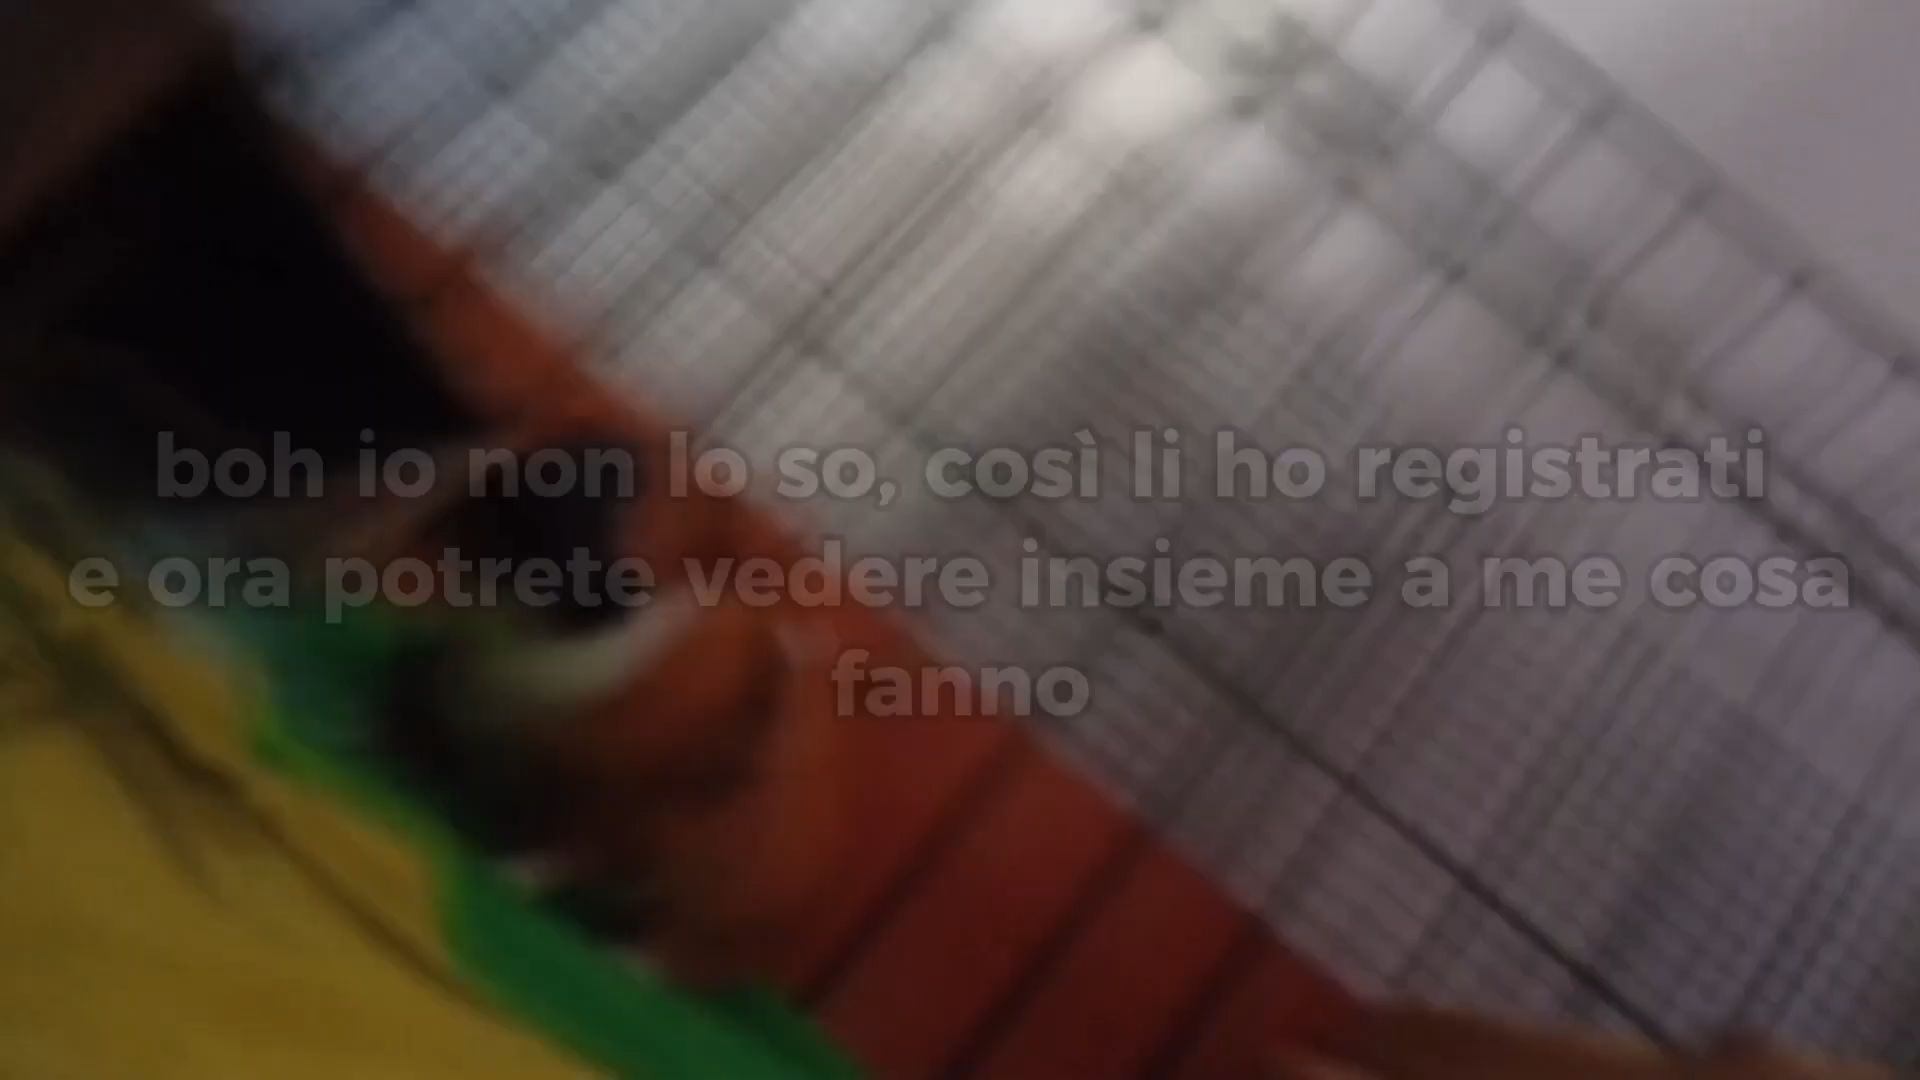 boh io non lo so, così li ho registrati
e ora potrete vedere insieme a me cosa
fanno